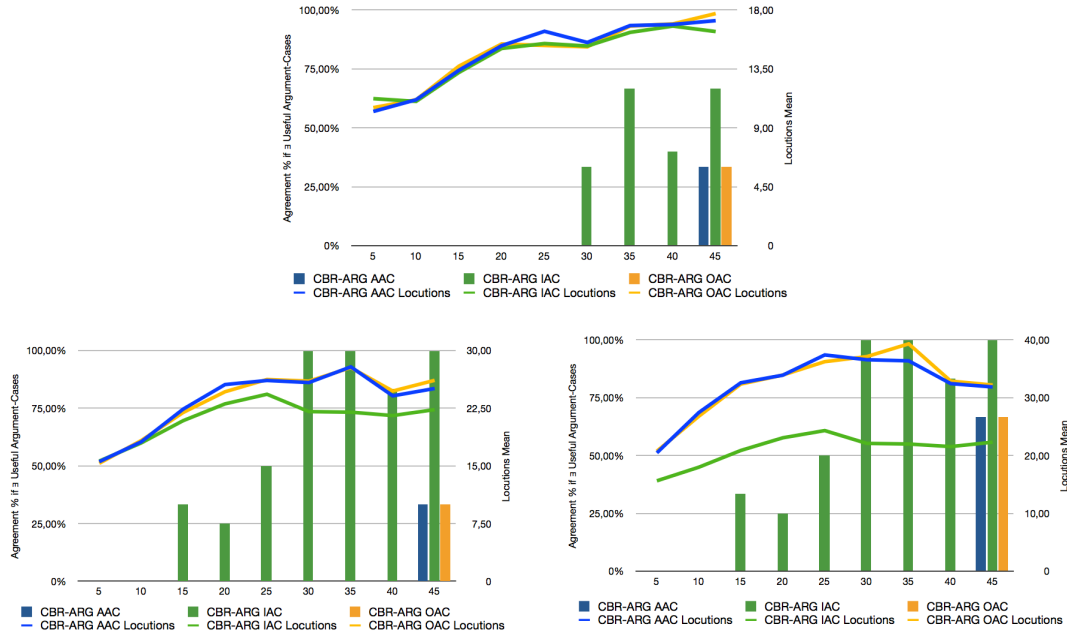 100,00%
75,00%
50,00%
25,00%
0%
Agreement % if ∃ Useful Argument-Cases
18,00
13,50
9,00
4,50
0
Locutions Mean
5 10 15 20 25 30 35 40 45
CBR-ARG AAC CBR-ARG IAC CBR-ARG OAC
CBR-ARG AAC Locutions CBR-ARG IAC Locutions CBR-ARG OAC Locutions
100,00%
75,00%
50,00%
25,00%
0%
Agreement % if ∃ Useful Argument-Cases
30,00
22,50
15,00
7,50
0
Locutions Mean
5 10 15 20 25 30 35 40 45
CBR-ARG AAC CBR-ARG IAC CBR-ARG OAC
CBR-ARG AAC Locutions CBR-ARG IAC Locutions CBR-ARG OAC Locutions
100,00%
75,00%
50,00%
25,00%
0%
Agreement % if ∃ Useful Argument-Cases
40,00
30,00
20,00
10,00
0
Locutions Mean
5 10 15 20 25 30 35 40 45
CBR-ARG AAC CBR-ARG IAC CBR-ARG OAC
CBR-ARG AAC Locutions CBR-ARG IAC Locutions CBR-ARG OAC Locutions